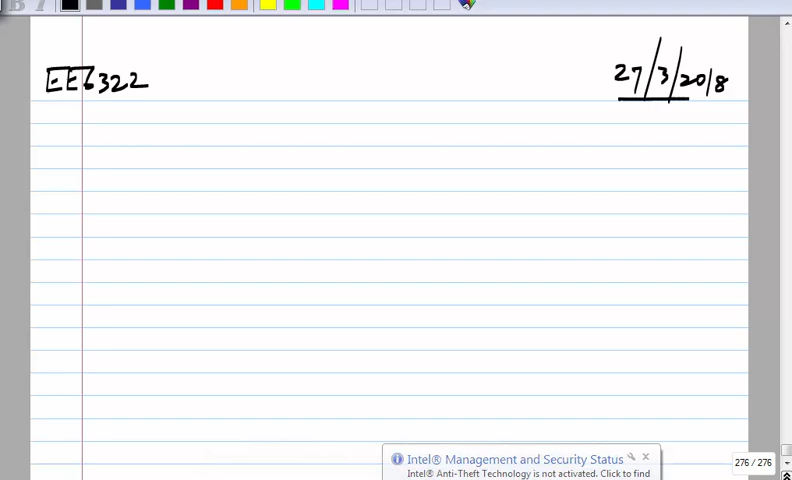 EE6322 27/3/2018
Intel® Management and Security Status
Intel® Anti-Theft Technology is not activated. Click to find
276 / 276